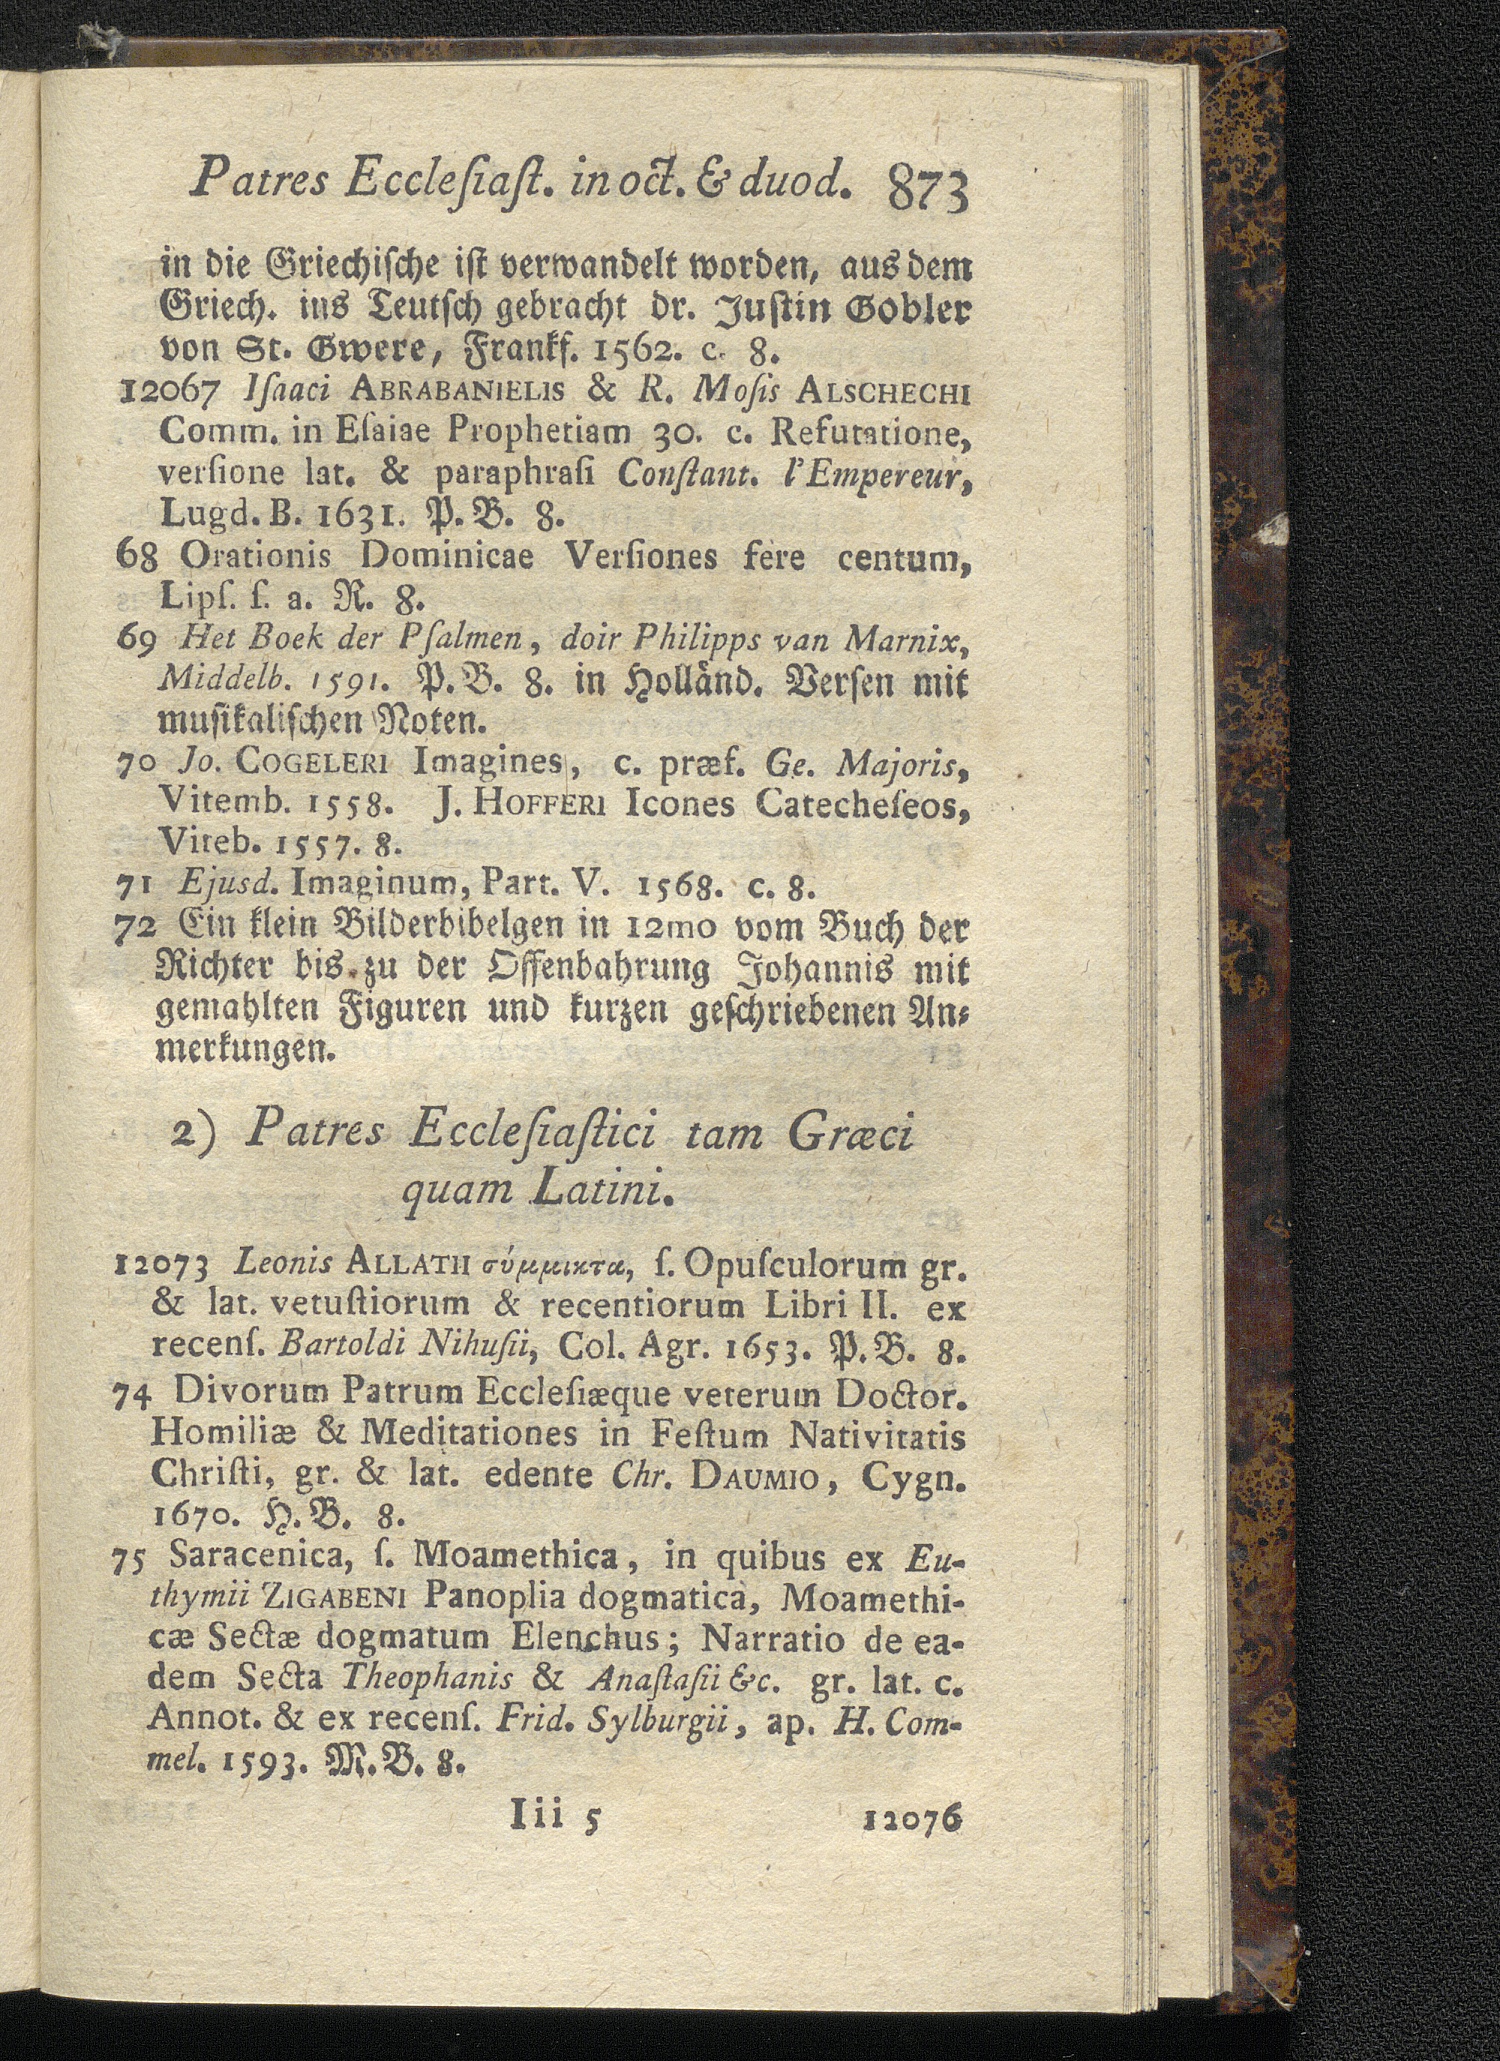 Patres Eccleſiaſt. in oct. & duod. 873
in die Griechiſche iſt verwandelt worden, aus dem
Griech. ins Teutſch gebracht dr. Juſtin Gobler
von St. Gwere, Frankf. 1562. c. 8.
12067 Iſaaci ABRABANIELIS & R. Moſis ALSCHECHI
Comm. in Eſaiae Prophetiam 30. c. Refutatione,
verſione lat. & paraphraſi Conſtant. l'Empereur,
Lugd. B. 1631. P. B. 8.
68 Orationis Dominicae Verſiones fere centum,
Lipſ. ſ. a. R. 8.
69 Het Boek der Pſalmen, doir Philipps van Marnix,
Middelb. 1591. P. B. 8. in Holländ. Verſen mit
muſikaliſchen Noten.
70 Jo. COGELERI Imagines, c. præf. Ge. Majoris,
Vitemb. 1558. J. HOFFERI Icones Catecheſeos,
Viteb. 1557. 8.
71 Ejusd. Imaginum, Part. V. 1568. c. 8.
72 Ein klein Bilderbibelgen in 12mo vom Buch der
Richter bis zu der Offenbahrung Johannis mit
gemahlten Figuren und kurzen geſchriebenen An-
merkungen.
2) Patres Eccleſiaſtici tam Græci
quam Latini.
12073 Leonis ALLATII σύμμικτα, ſ. Opuſculorum gr.
& lat. vetuſtiorum & recentiorum Libri II. ex
recenſ. Bartoldi Nihuſii, Col. Agr. 1653. P. B. 8.
74 Divorum Patrum Eccleſiæque veterum Doctor.
Homiliæ & Meditationes in Feſtum Nativitatis
Chriſti, gr. & lat. edente Chr. DAUMIO, Cygn.
1670. H. B. 8.
75 Saracenica, ſ. Moamethica, in quibus ex Eu-
thymii ZIGABENI Panoplia dogmatica, Moamethi-
cæ Sectæ dogmatum Elenchus; Narratio de ea-
dem Secta Theophanis & Anaſtaſii &c. gr. lat. c.
Annot. & ex recenſ. Frid. Sylburgii, ap. H. Com-
mel. 1593. M. B. 8.
Iii 5 12076